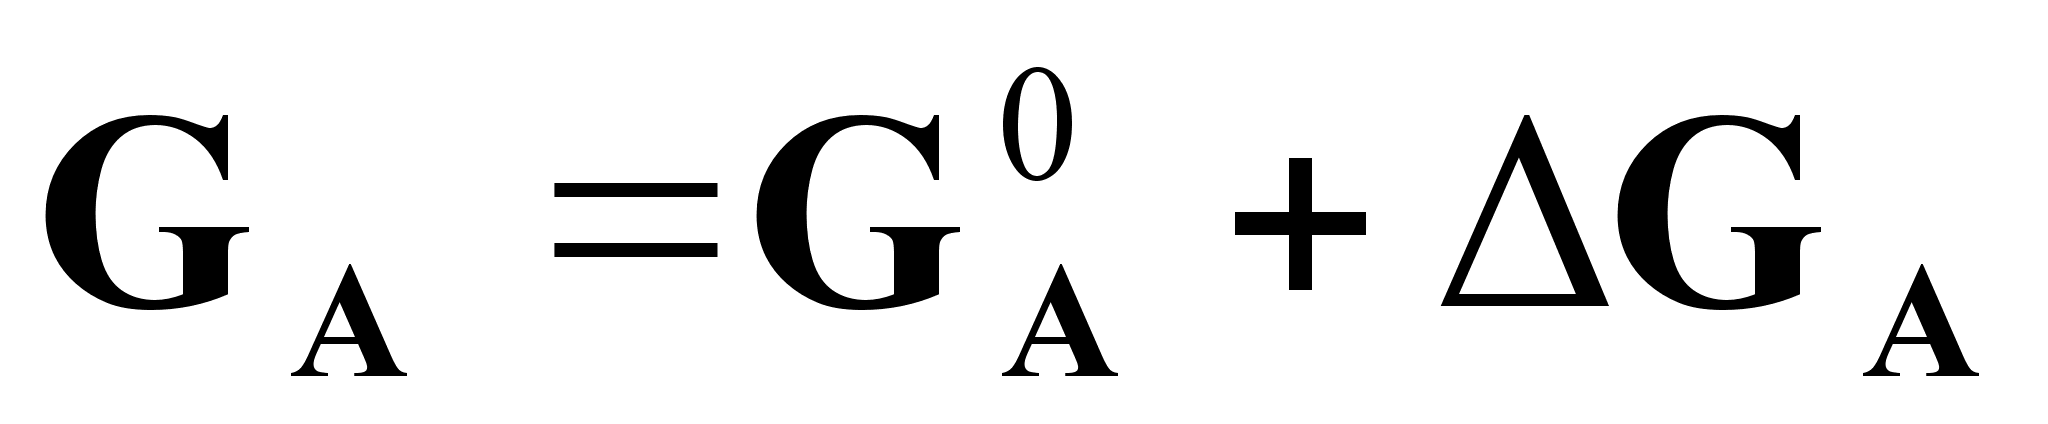 G_A = G_A^0 + ΔG_A